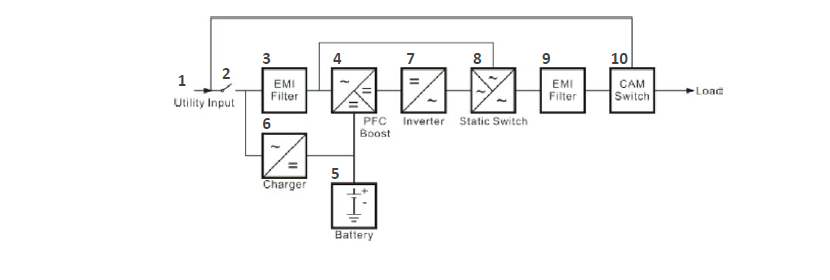 1
Utility Input
2
3
EMI
Filter
4
PFC
Boost
5
Battery
6
Charger
7
Inverter
8
Static Switch
9
EMI
Filter
10
CAM
Switch
Load